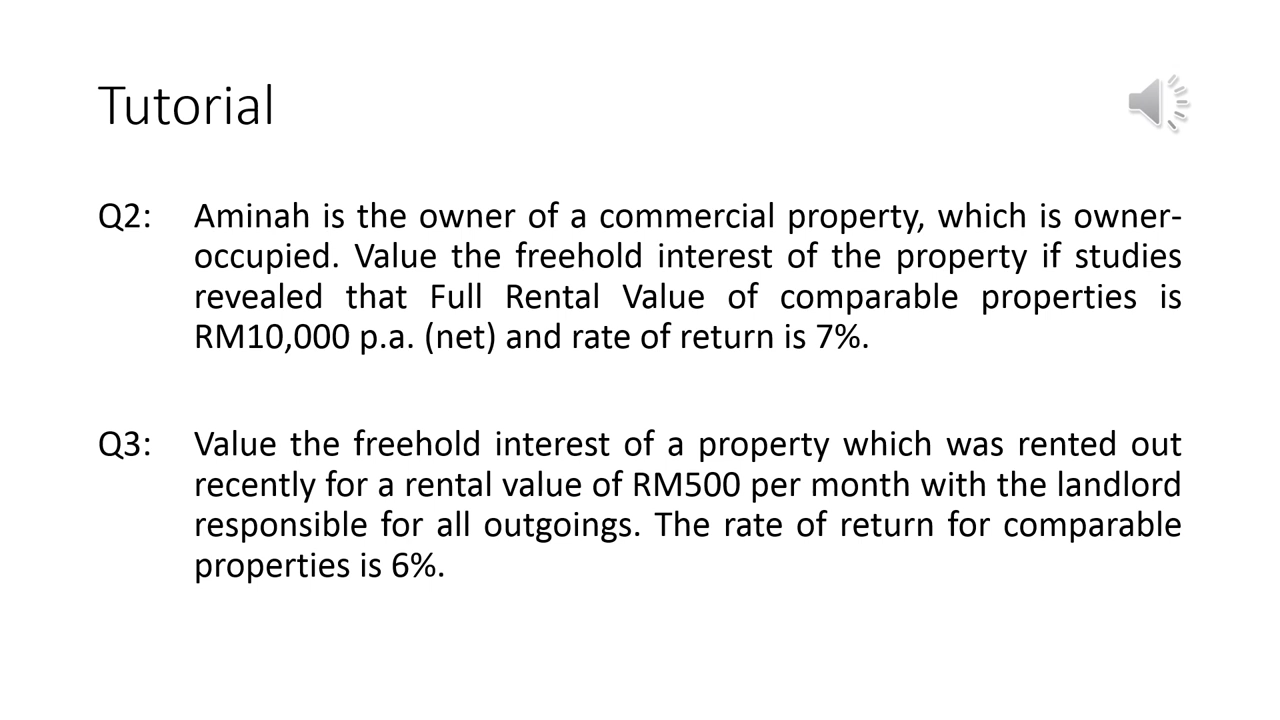 Tutorial
Q2: Aminah is the owner of a commercial property, which is owner-
occupied. Value the freehold interest of the property if studies
revealed that Full Rental Value of comparable properties is
RM10,000 p.a. (net) and rate of return is 7%.
Q3: Value the freehold interest of a property which was rented out
recently for a rental value of RM500 per month with the landlord
responsible for all outgoings. The rate of return for comparable
properties is 6%.